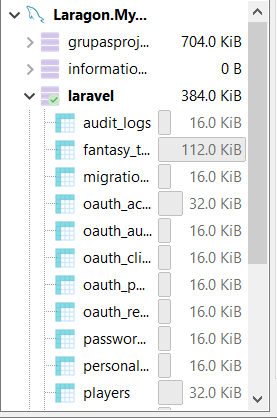 Laragon.My...
grupasproj... 704.0 KiB
informatio... 0 B
laravel 384.0 KiB
audit_logs 16.0 KiB
fantasy_t... 112.0 KiB
migratio... 16.0 KiB
oauth_ac... 32.0 KiB
oauth_au... 16.0 KiB
oauth_cli... 16.0 KiB
oauth_p... 16.0 KiB
oauth_re... 16.0 KiB
passwor... 16.0 KiB
personal... 16.0 KiB
players 32.0 KiB